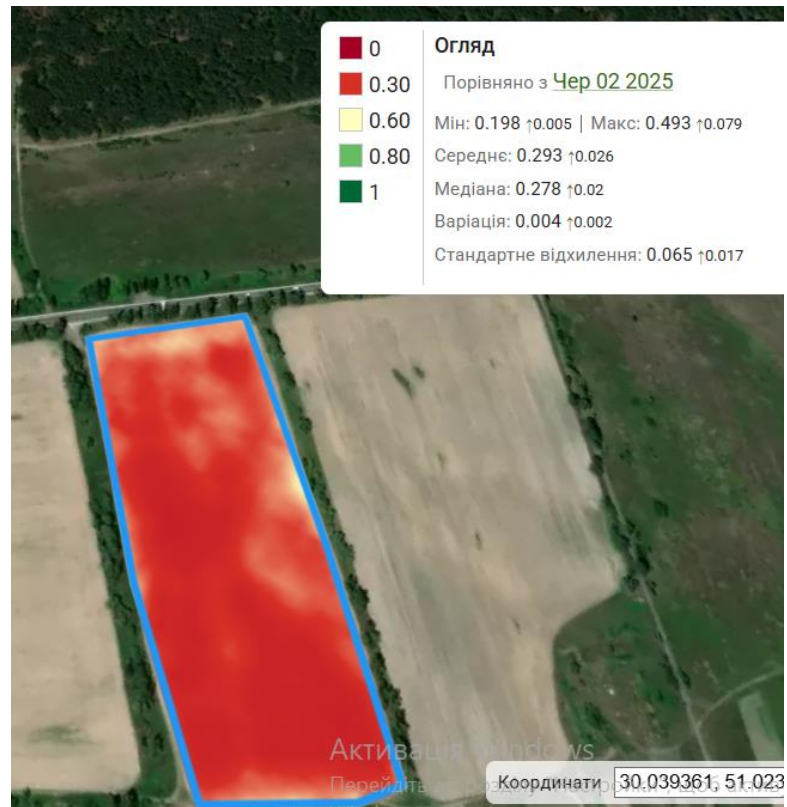 0
0.30
0.60
0.80
1
Огляд
Порівняно з Чер 02 2025
Мін: 0.198 ↑0.005 | Макс: 0.493 ↑0.079
Середнє: 0.293 ↑0.026
Медіана: 0.278 ↑0.02
Варіація: 0.004 ↑0.002
Стандартне відхилення: 0.065 ↑0.017
Активація Windows
Перейдіть
Координати 30.039361, 51.023